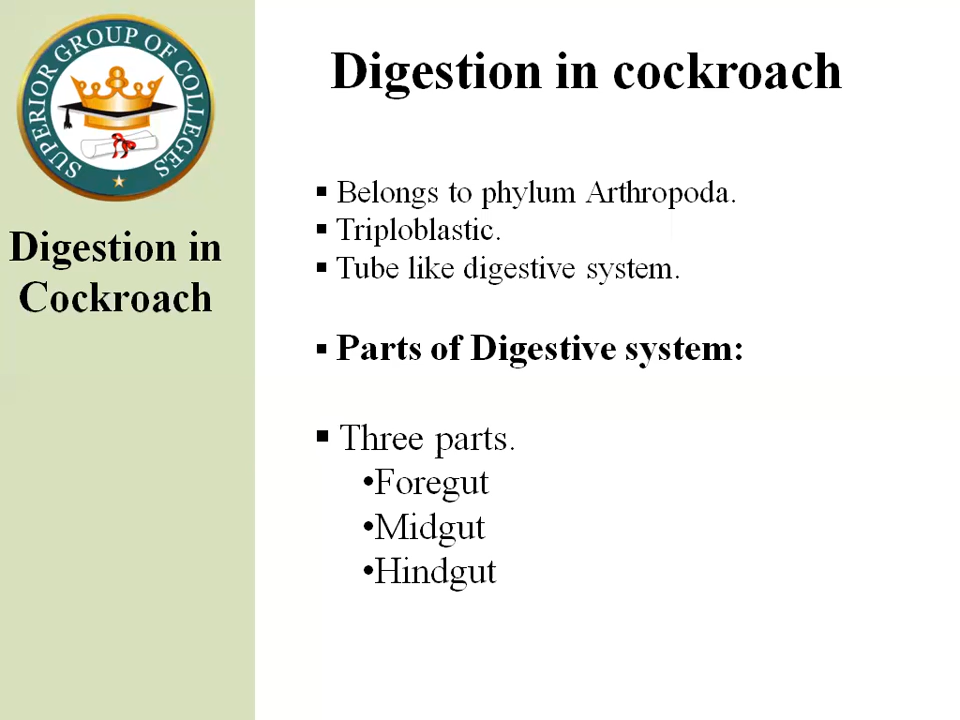 SUPERIOR GROUP OF COLLEGES
Digestion in
Cockroach
Digestion in cockroach
▪ Belongs to phylum Arthropoda.
▪ Triploblastic.
▪ Tube like digestive system.
▪ Parts of Digestive system:
▪ Three parts.
•Foregut
•Midgut
•Hindgut